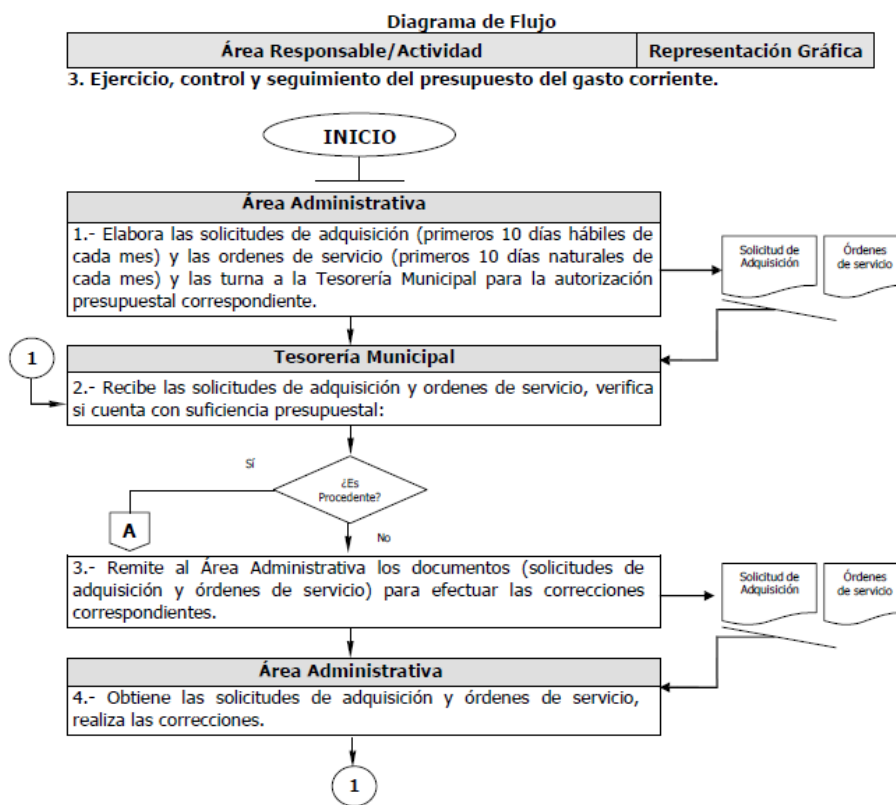 Diagrama de Flujo
Área Responsable/Actividad
Representación Gráfica
3. Ejercicio, control y seguimiento del presupuesto del gasto corriente.
INICIO
Área Administrativa
1.- Elabora las solicitudes de adquisición (primeros 10 días hábiles de
cada mes) y las ordenes de servicio (primeros 10 días naturales de
cada mes) y las turna a la Tesorería Municipal para la autorización
presupuestal correspondiente.
Solicitud de
Adquisición
Órdenes
de servicio
1
Tesorería Municipal
2.- Recibe las solicitudes de adquisición y ordenes de servicio, verifica
si cuenta con suficiencia presupuestal:
Sí
¿Es
Procedente?
A
No
3.- Remite al Área Administrativa los documentos (solicitudes de
adquisición y órdenes de servicio) para efectuar las correcciones
correspondientes.
Solicitud de
Adquisición
Órdenes
de servicio
Área Administrativa
4.- Obtiene las solicitudes de adquisición y órdenes de servicio,
realiza las correcciones.
1